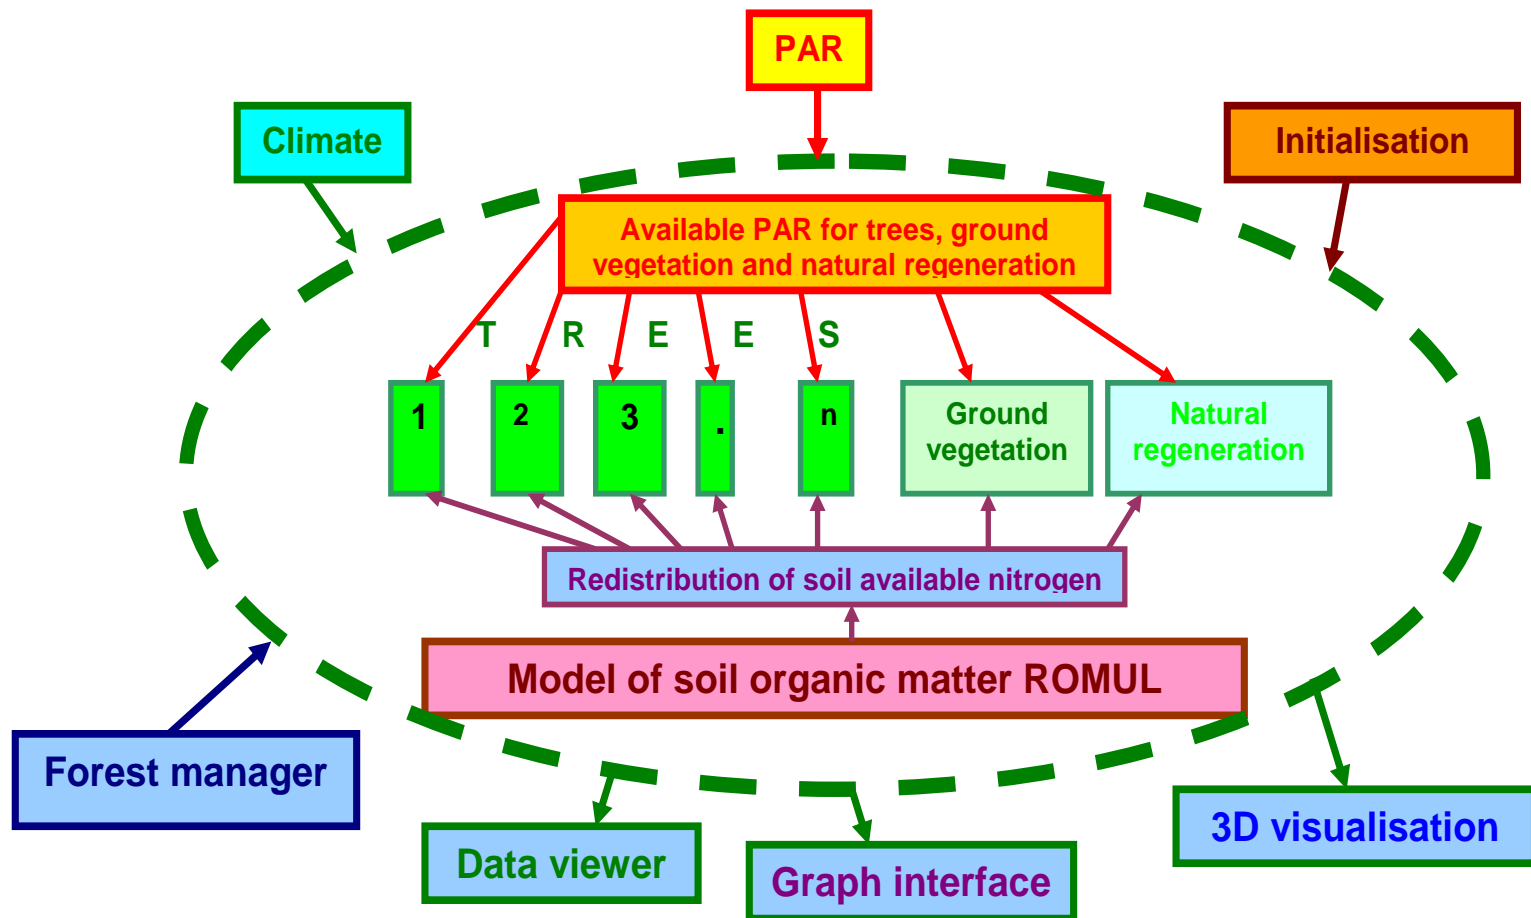 PAR
Climate
Initialisation
Available PAR for trees, ground
vegetation and natural regeneration
T R E E S
1
2
3
.
n
Ground
vegetation
Natural
regeneration
Redistribution of soil available nitrogen
Model of soil organic matter ROMUL
Forest manager
Data viewer
Graph interface
3D visualisation